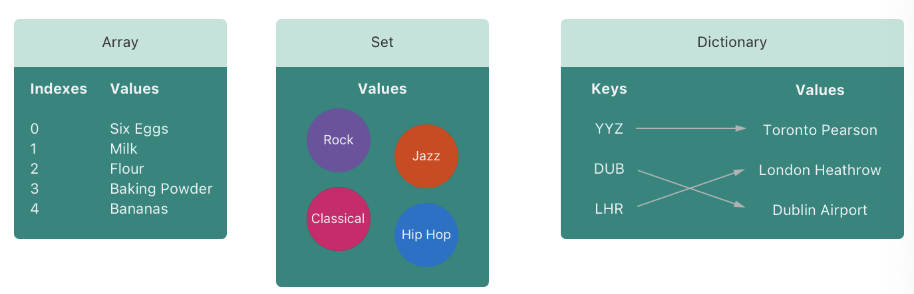 Array
Indexes Values
0 Six Eggs
1 Milk
2 Flour
3 Baking Powder
4 Bananas
Set
Values
Rock
Jazz
Classical
Hip Hop
Dictionary
Keys Values
YYZ Toronto Pearson
DUB London Heathrow
LHR Dublin Airport